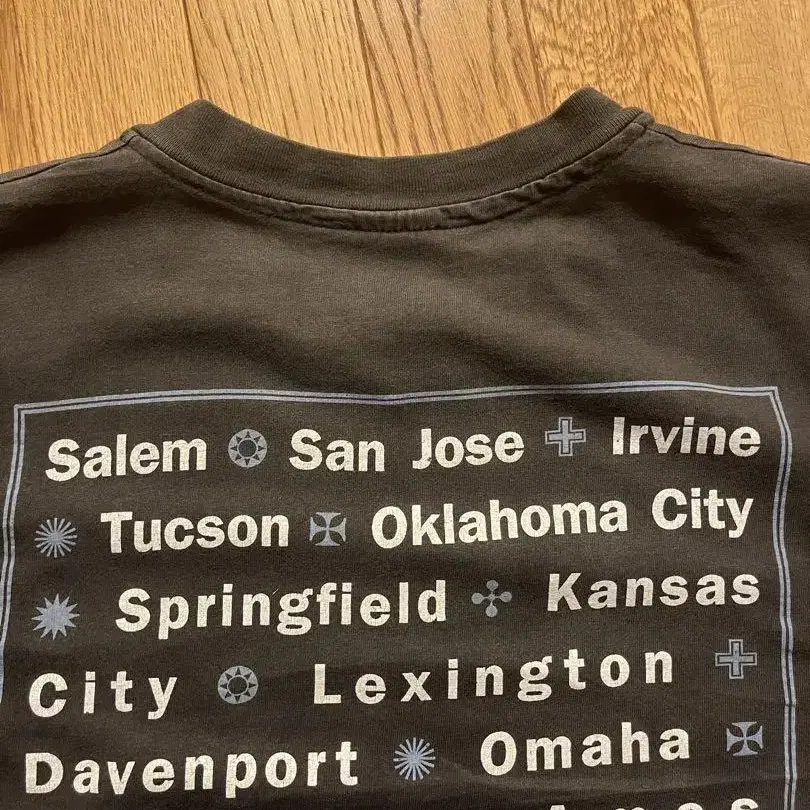 Salem San Jose Irvine
Tucson Oklahoma City
Springfield Kansas
City Lexington
Davenport Omaha